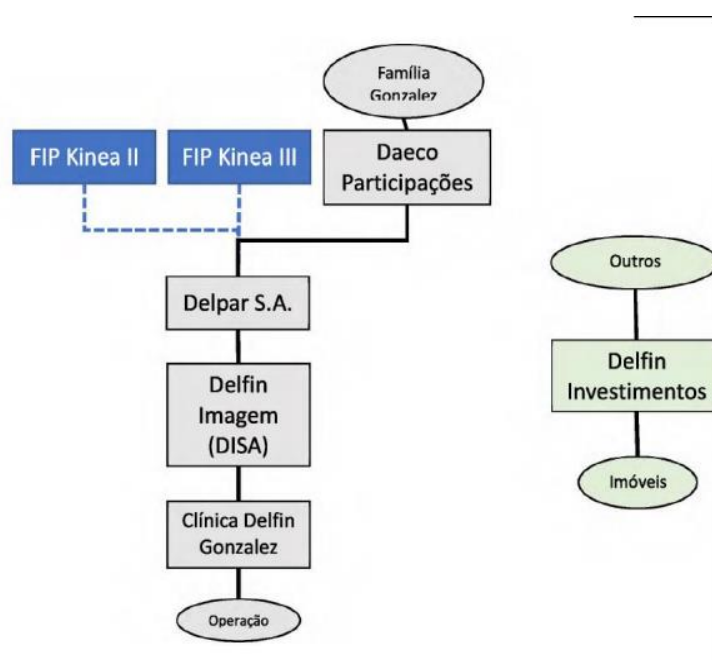 Família
Gonzalez
FIP Kinea II
FIP Kinea III
Daeco
Participações
Delpar S.A.
Delfin
Imagem
(DISA)
Clínica Delfin
Gonzalez
Operação
Outros
Delfin
Investimentos
Imóveis